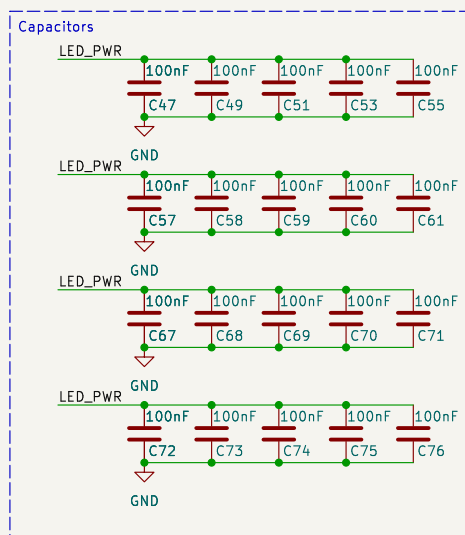 Capacitors
LED_PWR
100nF 100nF 100nF 100nF 100nF
C47 C49 C51 C53 C55
GND
LED_PWR
100nF 100nF 100nF 100nF 100nF
C57 C58 C59 C60 C61
GND
LED_PWR
100nF 100nF 100nF 100nF 100nF
C67 C68 C69 C70 C71
GND
LED_PWR
100nF 100nF 100nF 100nF 100nF
C72 C73 C74 C75 C76
GND